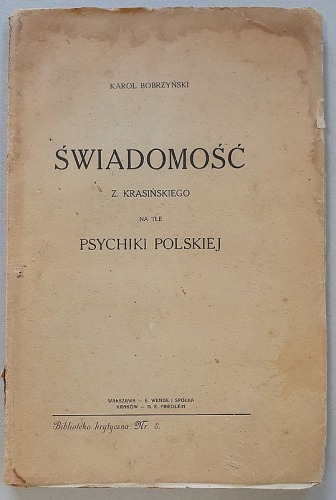 KAROL BOBRZYŃSKI
ŚWIADOMOŚĆ
Z. KRASIŃSKIEGO
NA TLE
PSYCHIKI POLSKIEJ
WARSZAWA — E. WENDE I SPÓŁKA
KRAKÓW — D. E. FRIEDLEIN
Biblioteka krytyczna Nr. 3.